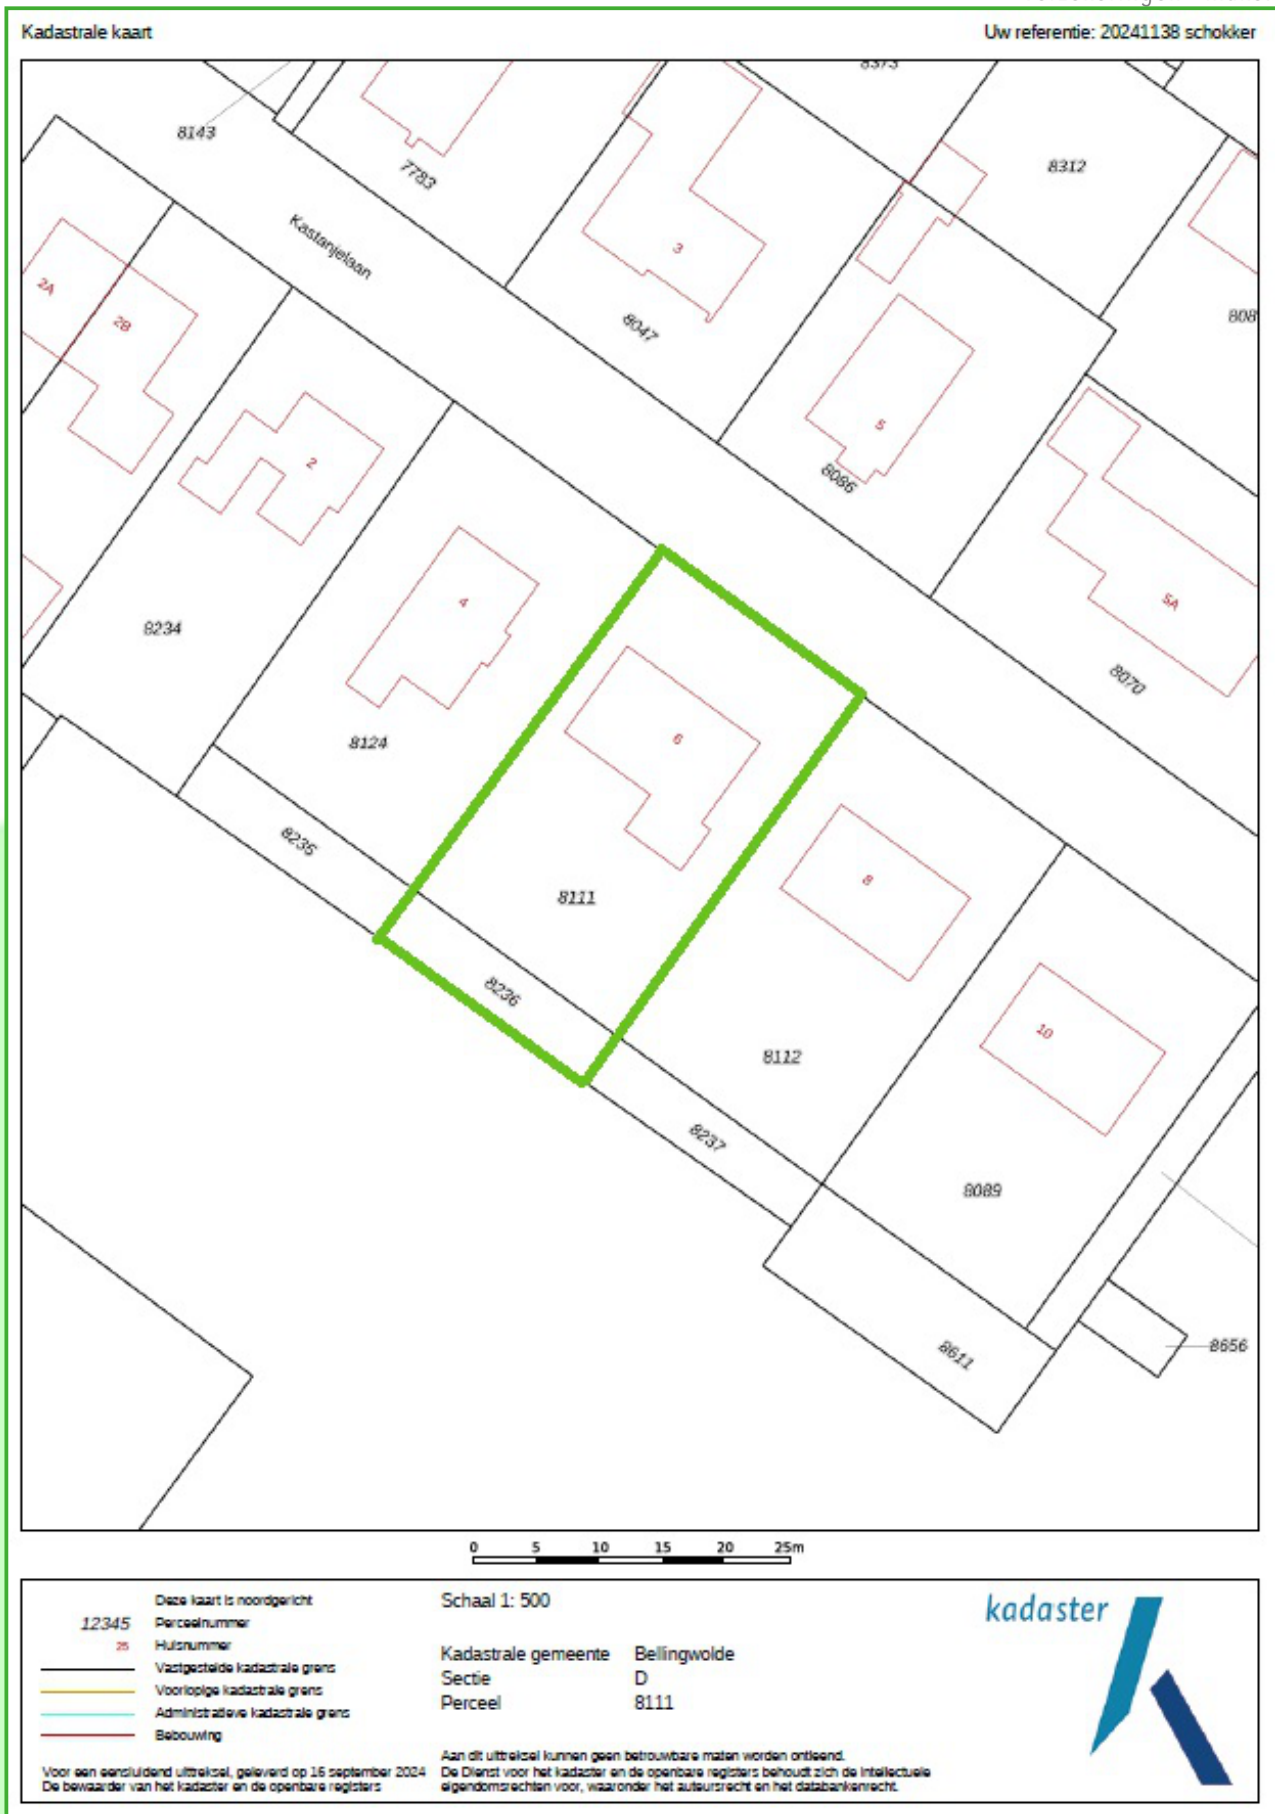 Kadastrale kaart
Uw referentie: 20241138 schokker
8143
7783
8312
Kastanjelaan
3
8047
2A
2B
5
8086
2
4
5A
8234
8070
8124
6
8235
8
8111
8236
10
8112
8237
8089
8611
8656
0 5 10 15 20 25m
Deze kaart is noordgericht
12345 Perceelnummer
25 Huisnummer
Vastgestelde kadastrale grens
Voorlopige kadastrale grens
Administratieve kadastrale grens
Bebouwing
Voor een eensluidend uittreksel, geleverd op 16 september 2024
De bewaarder van het kadaster en de openbare registers
Schaal 1: 500
Kadastrale gemeente Bellingwolde
Sectie D
Perceel 8111
Aan dit uittreksel kunnen geen betrouwbare maten worden ontleend.
De Dienst voor het kadaster en de openbare registers behoudt zich de intellectuele
eigendomsrechten voor, waaronder het auteursrecht en het databankenrecht.
kadaster